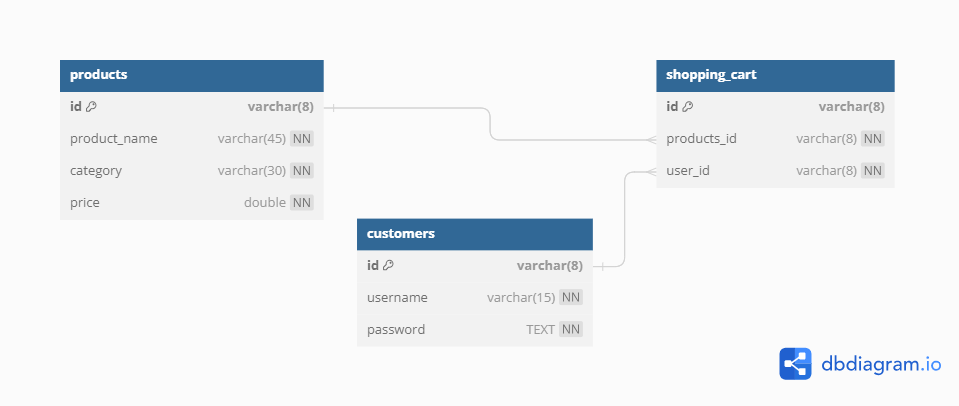 products
id varchar(8)
product_name varchar(45) NN
category varchar(30) NN
price double NN
shopping_cart
id varchar(8)
products_id varchar(8) NN
user_id varchar(8) NN
customers
id varchar(8)
username varchar(15) NN
password TEXT NN
dbdiagram.io